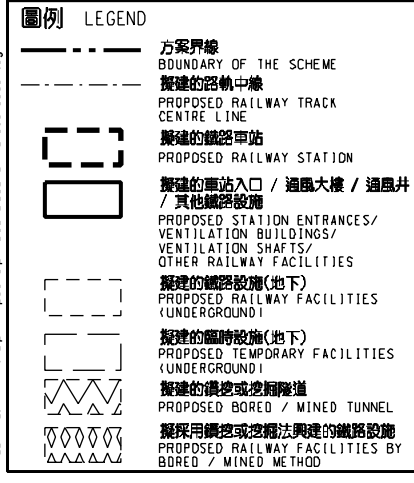 圖例 LEGEND
方案界線
BOUNDARY OF THE SCHEME
擬建的路軌中線
PROPOSED RAILWAY TRACK
CENTRE LINE
擬建的鐵路車站
PROPOSED RAILWAY STATION
擬建的車站入口 / 通風大樓 / 通風井
/ 其他鐵路設施
PROPOSED STATION ENTRANCES/
VENTILATION BUILDINGS/
VENTILATION SHAFTS/
OTHER RAILWAY FACILITIES
擬建的鐵路設施(地下)
PROPOSED RAILWAY FACILITIES
(UNDERGROUND)
擬建的臨時設施(地下)
PROPOSED TEMPORARY FACILITIES
(UNDERGROUND)
擬建的鑽挖或挖掘隧道
PROPOSED BORED / MINED TUNNEL
擬採用鑽挖或挖掘法興建的鐵路設施
PROPOSED RAILWAY FACILITIES BY
BORED / MINED METHOD